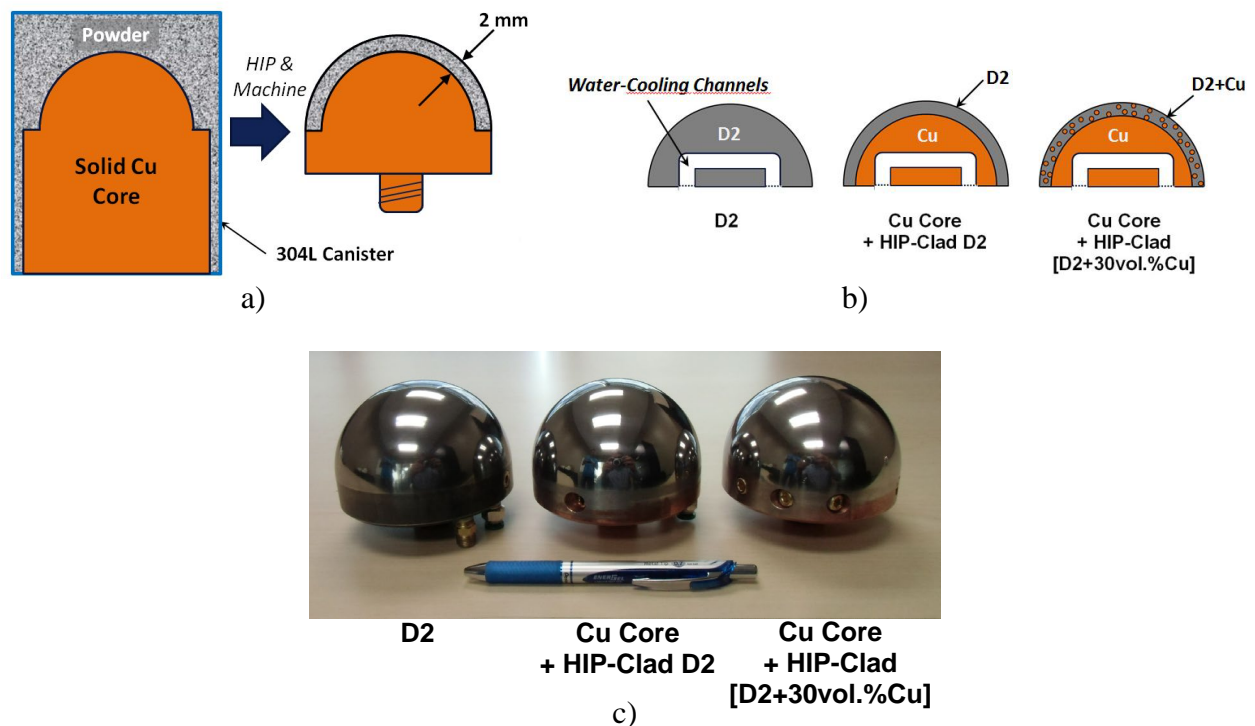 Powder
HIP &
Machine
2 mm
Solid Cu
Core
304L Canister
a)
Water-Cooling Channels
D2
D2
Cu
D2+Cu
Cu
D2
Cu Core
+ HIP-Clad D2
Cu Core
+ HIP-Clad
[D2+30vol.%Cu]
b)
D2
Cu Core
+ HIP-Clad D2
Cu Core
+ HIP-Clad
[D2+30vol.%Cu]
c)